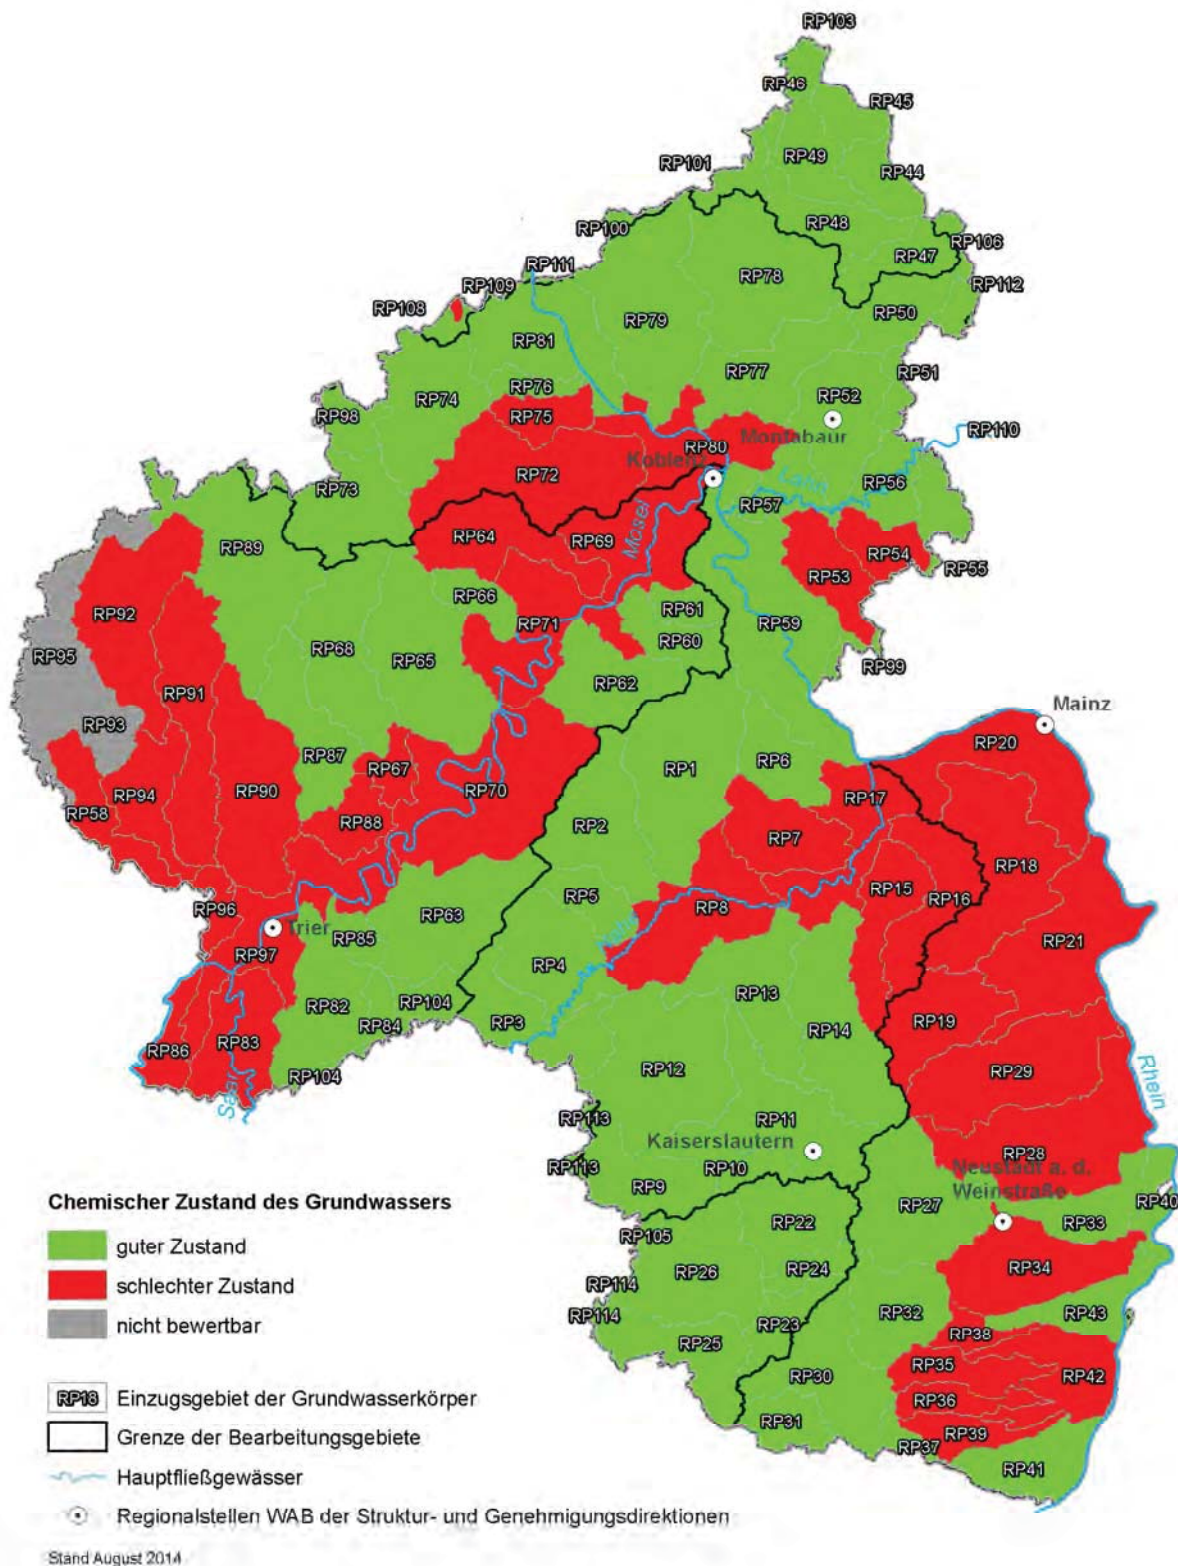 RP103
RP46
RP45
RP49
RP101
RP44
RP100
RP48
RP106
RP47
RP111
RP78
RP112
RP109
RP108
RP50
RP79
RP81
RP77
RP51
RP76
RP52
RP74
RP75
RP98
RP110
Montabaur
RP80
Koblenz
RP72
Lahn
RP56
RP73
RP57
Mosel
RP64
RP69
RP89
RP54
RP55
RP53
RP66
RP61
RP92
RP71
RP59
RP60
RP68
RP95
RP65
RP99
RP62
RP91
Mainz
RP93
RP20
RP87
RP6
RP67
RP1
RP94
RP90
RP70
RP17
RP58
RP88
RP2
RP7
RP18
RP15
RP5
RP16
RP8
RP96
RP63
Trier
Nahe
RP85
RP21
RP97
RP4
RP13
RP82
RP104
RP3
RP84
RP14
RP19
RP83
RP86
RP12
RP29
Rhein
RP104
Saar
RP113
RP11
Kaiserslautern
RP28
RP113
RP10
Neustadt a. d.
Weinstraße
RP9
RP40
Chemischer Zustand des Grundwassers
RP27
RP22
RP33
RP105
guter Zustand
RP26
RP24
RP34
schlechter Zustand
RP114
RP32
RP43
RP114
nicht bewertbar
RP23
RP38
RP25
RP35
RP30
RP42
RP18 Einzugsgebiet der Grundwasserkörper
RP36
RP31
RP39
Grenze der Bearbeitungsgebiete
RP37
RP41
Hauptfließgewässer
Regionalstellen WAB der Struktur- und Genehmigungsdirektionen
Stand August 2014